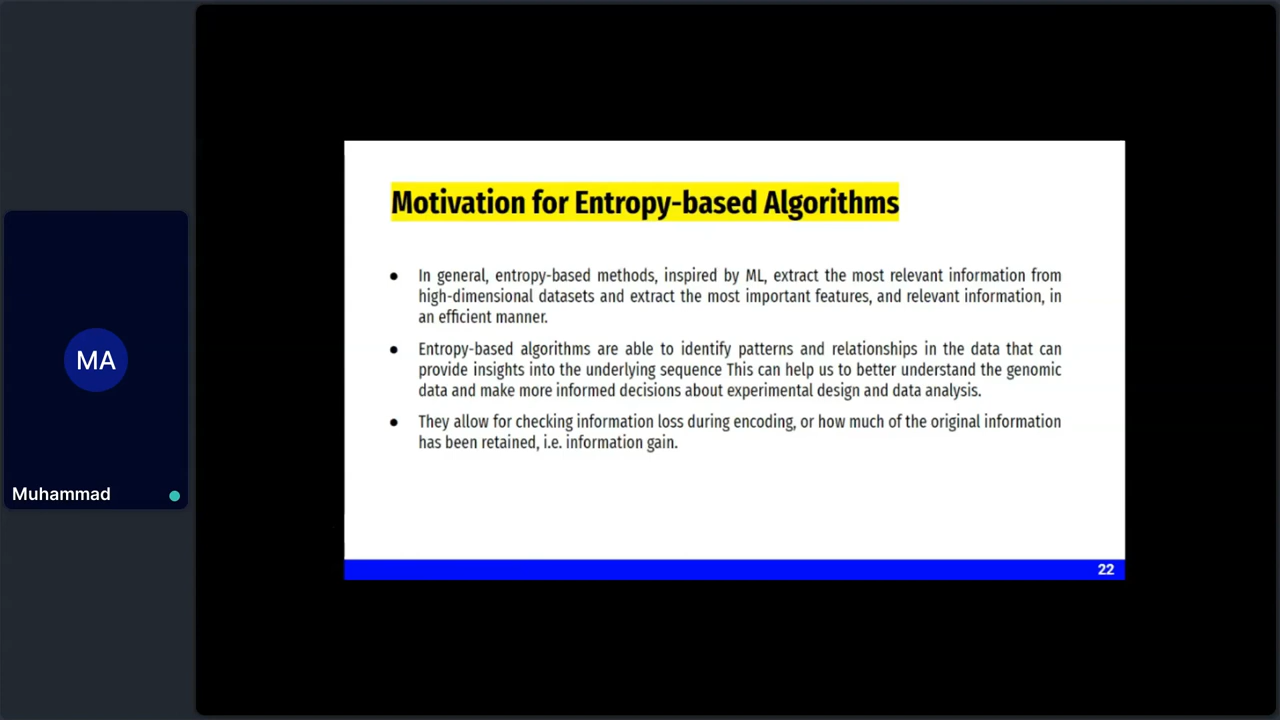 MA
Muhammad
Motivation for Entropy-based Algorithms
● In general, entropy-based methods, inspired by ML, extract the most relevant information from
high-dimensional datasets and extract the most important features, and relevant information, in
an efficient manner.
● Entropy-based algorithms are able to identify patterns and relationships in the data that can
provide insights into the underlying sequence This can help us to better understand the genomic
data and make more informed decisions about experimental design and data analysis.
● They allow for checking information loss during encoding, or how much of the original information
has been retained, i.e. information gain.
22